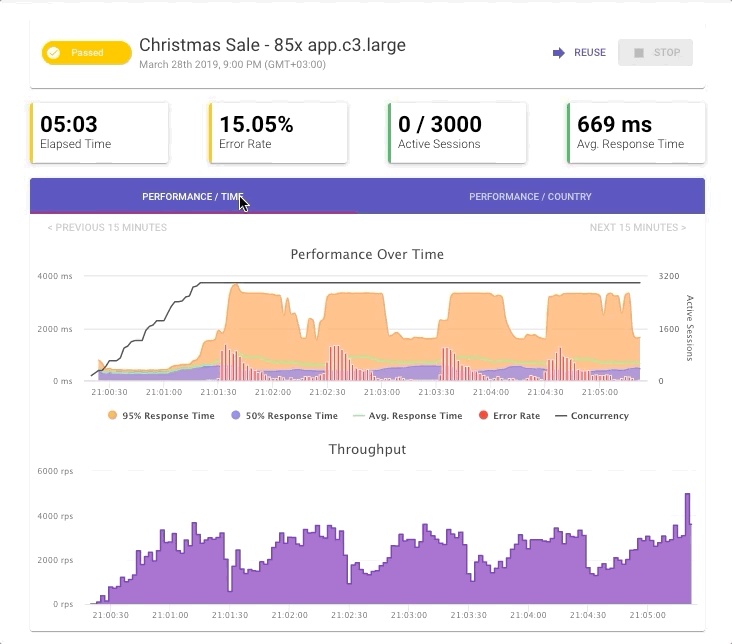 Passed
Christmas Sale - 85x app.c3.large
March 28th 2019, 9:00 PM (GMT+03:00)
REUSE
STOP
05:03
Elapsed Time
15.05%
Error Rate
0 / 3000
Active Sessions
669 ms
Avg. Response Time
PERFORMANCE / TIME
PERFORMANCE / COUNTRY
< PREVIOUS 15 MINUTES
NEXT 15 MINUTES >
Performance Over Time
4000 ms
2000 ms
0 ms
3200
1600
0
Active Sessions
21:00:30 21:01:00 21:01:30 21:02:00 21:02:30 21:03:00 21:03:30 21:04:00 21:04:30 21:05:00
95% Response Time 50% Response Time Avg. Response Time Error Rate Concurrency
Throughput
6000 rps
4000 rps
2000 rps
0 rps
21:00:30 21:01:00 21:01:30 21:02:00 21:02:30 21:03:00 21:03:30 21:04:00 21:04:30 21:05:00